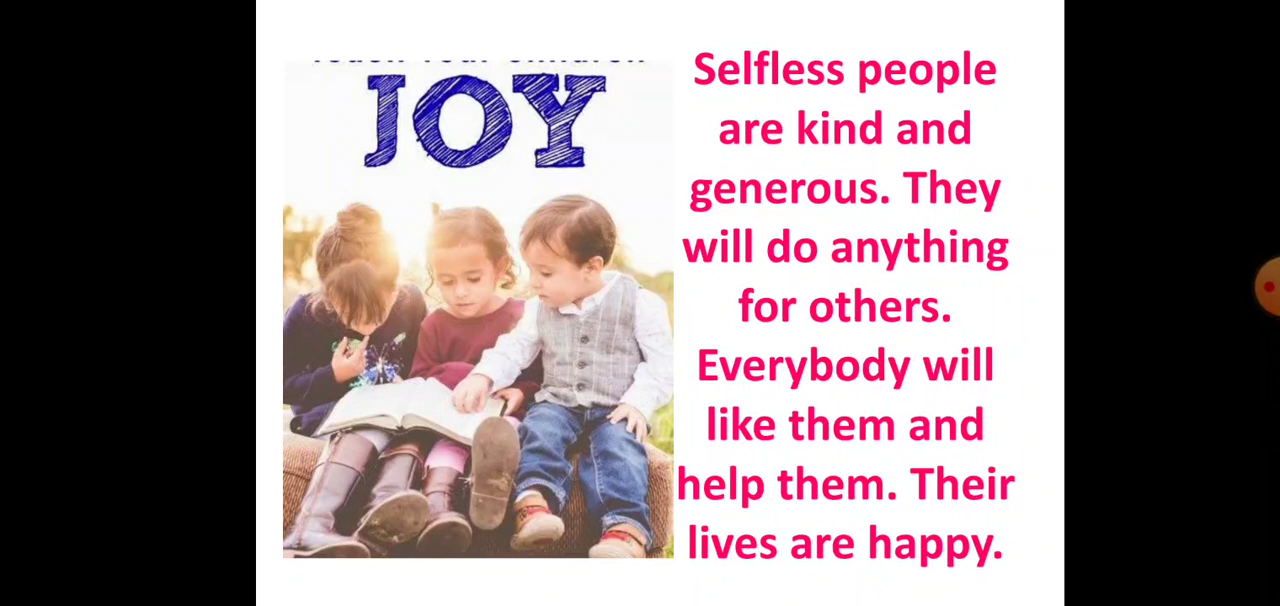 JOY
Selfless people
are kind and
generous. They
will do anything
for others.
Everybody will
like them and
help them. Their
lives are happy.